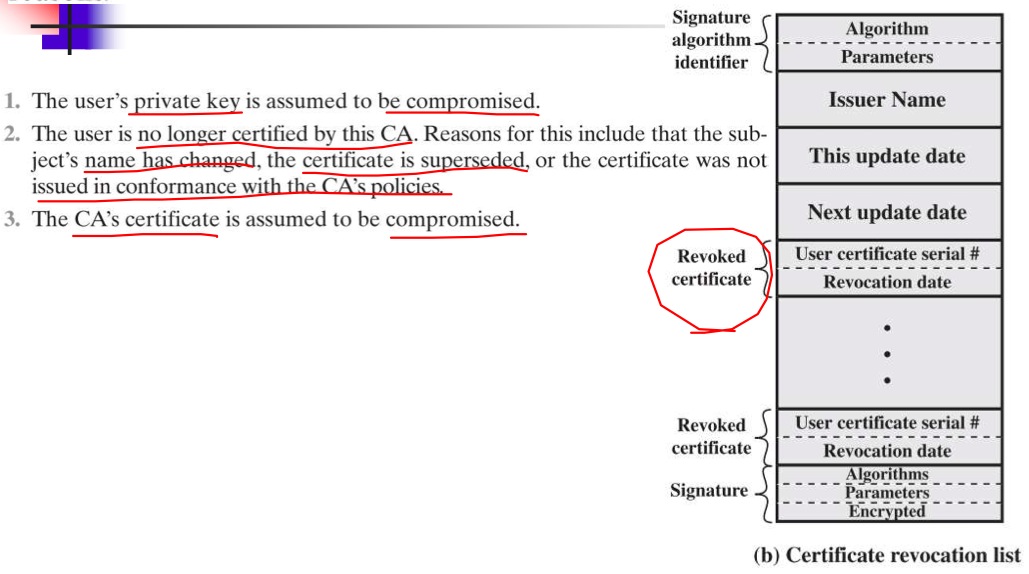 reasons:
1. The user's private key is assumed to be compromised.
2. The user is no longer certified by this CA. Reasons for this include that the sub-
ject's name has changed, the certificate is superseded, or the certificate was not
issued in conformance with the CA's policies.
3. The CA's certificate is assumed to be compromised.
Signature
algorithm
identifier
Algorithm
Parameters
Issuer Name
This update date
Next update date
Revoked
certificate
User certificate serial #
Revocation date
Revoked
certificate
User certificate serial #
Revocation date
Signature
Algorithms
Parameters
Encrypted
(b) Certificate revocation list